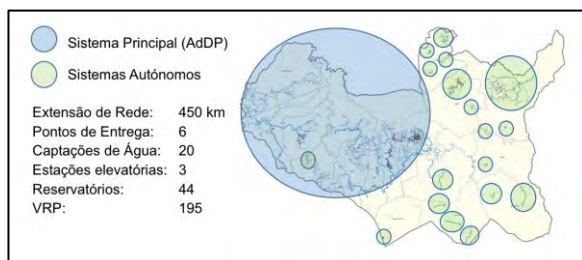 Sistema Principal (AdDP)
Sistemas Autónomos
Extensão de Rede: 450 km
Pontos de Entrega: 6
Captações de Água: 20
Estações elevatórias: 3
Reservatórios: 44
VRP: 195